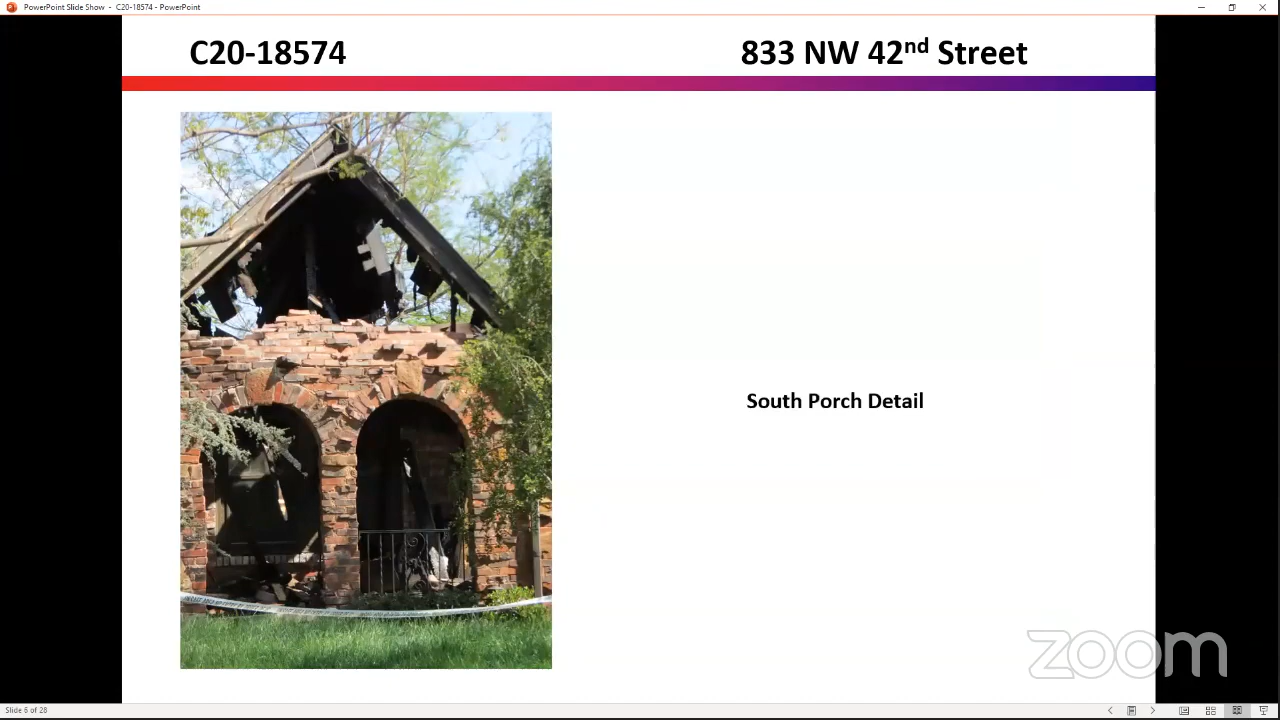 PowerPoint Slide Show - C20-18574 - PowerPoint
C20-18574
833 NW 42nd Street
South Porch Detail
zoom
Slide 6 of 28